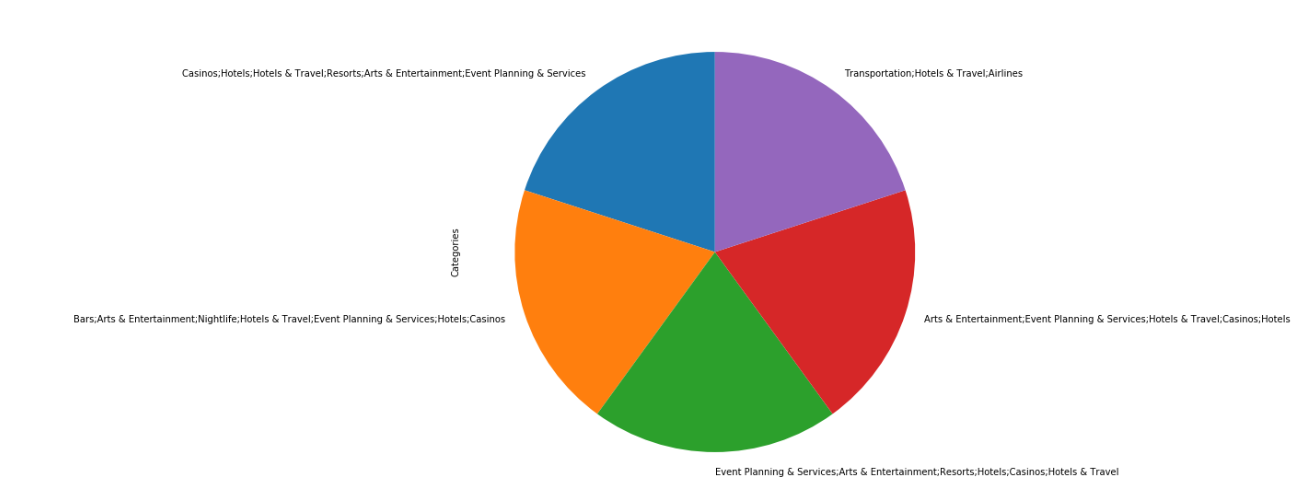 Casinos;Hotels;Hotels & Travel;Resorts;Arts & Entertainment;Event Planning & Services
Transportation;Hotels & Travel;Airlines
Categories
Bars;Arts & Entertainment;Nightlife;Hotels & Travel;Event Planning & Services;Hotels;Casinos
Arts & Entertainment;Event Planning & Services;Hotels & Travel;Casinos;Hotels
Event Planning & Services;Arts & Entertainment;Resorts;Hotels;Casinos;Hotels & Travel